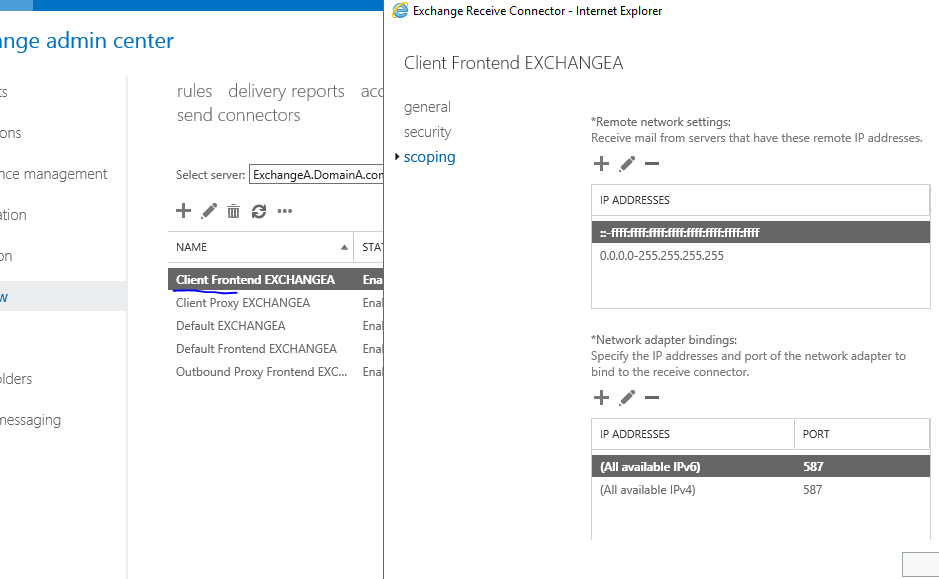 Exchange Receive Connector - Internet Explorer
nge admin center
rules delivery reports acc
send connectors
ts
ons
nce management
ation
on
w
olders
nessaging
Select server: ExchangeA.DomainA.com
NAME STAT
Client Frontend EXCHANGEA Ena
Client Proxy EXCHANGEA Enal
Default EXCHANGEA Enal
Default Frontend EXCHANGEA Enal
Outbound Proxy Frontend EXC... Enal
Client Frontend EXCHANGEA
general
security
scoping
*Remote network settings:
Receive mail from servers that have these remote IP addresses.
IP ADDRESSES
::-ffff:ffff:ffff:ffff:ffff:ffff:ffff:ffff
0.0.0.0-255.255.255.255
*Network adapter bindings:
Specify the IP addresses and port of the network adapter to
bind to the receive connector.
IP ADDRESSES PORT
(All available IPv6) 587
(All available IPv4) 587